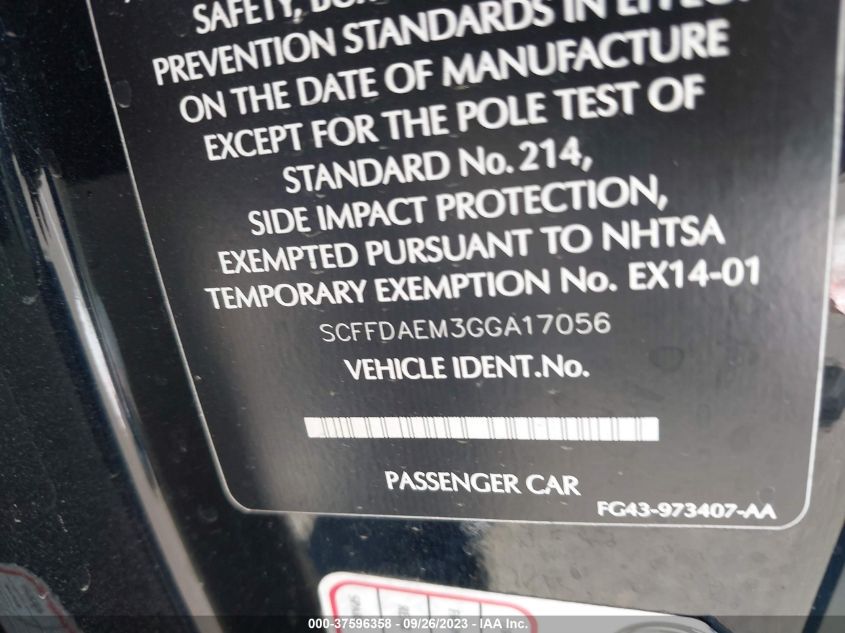 SAFETY,
PREVENTION STANDARDS IN EFFECT
ON THE DATE OF MANUFACTURE
EXCEPT FOR THE POLE TEST OF
STANDARD No. 214,
SIDE IMPACT PROTECTION,
EXEMPTED PURSUANT TO NHTSA
TEMPORARY EXEMPTION No. EX14-01
SCFFDAEM3GGA17056
VEHICLE IDENT.No.
PASSENGER CAR
FG43-973407-AA
000-37596358 - 09/26/2023 - IAA Inc.